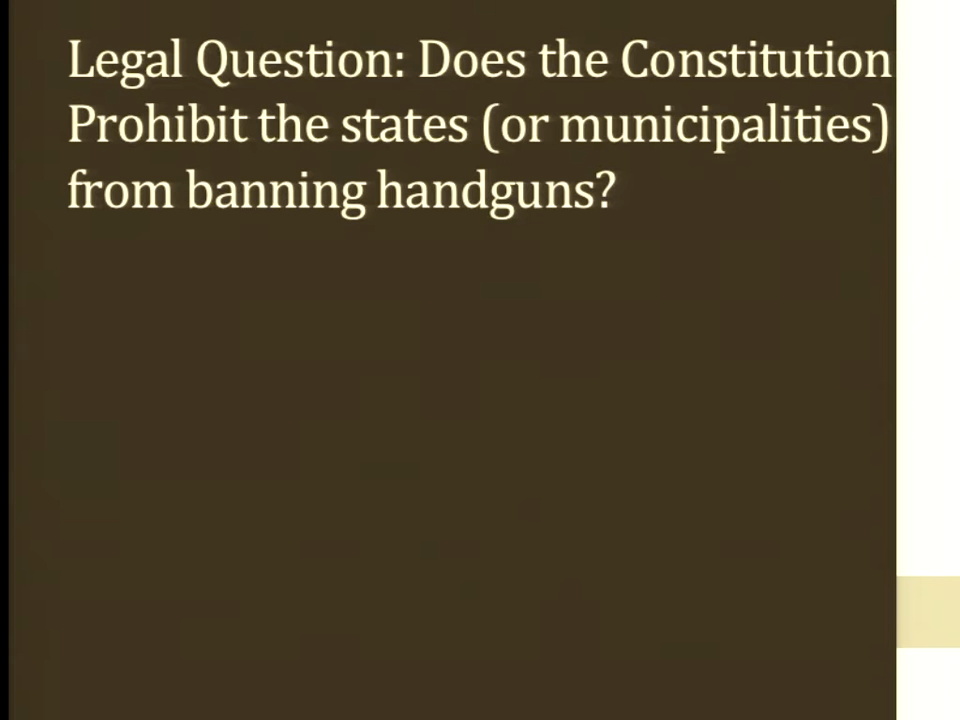 Legal Question: Does the Constitution
Prohibit the states (or municipalities)
from banning handguns?